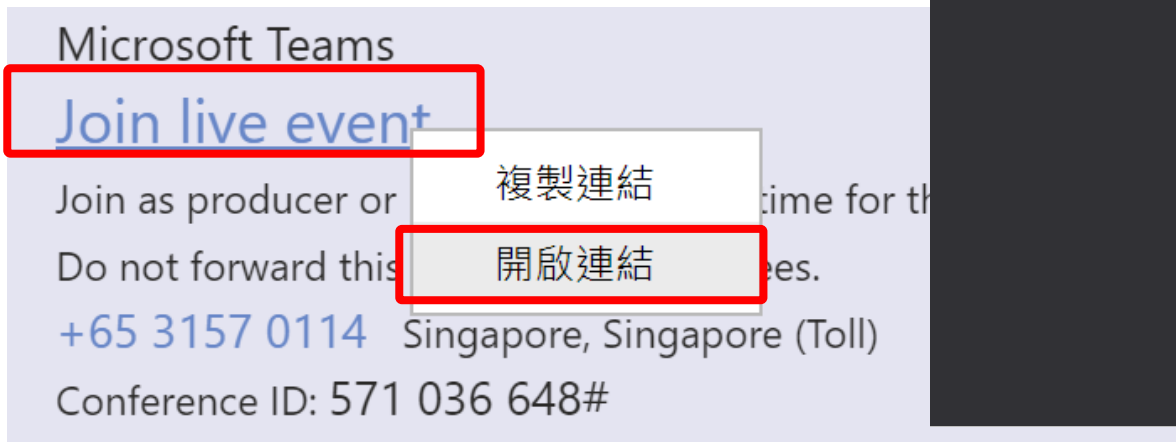 Microsoft Teams
Join live event
複製連結
Join as producer or
time for th
開啟連結
Do not forward this
ees.
+65 3157 0114 Singapore, Singapore (Toll)
Conference ID: 571 036 648#